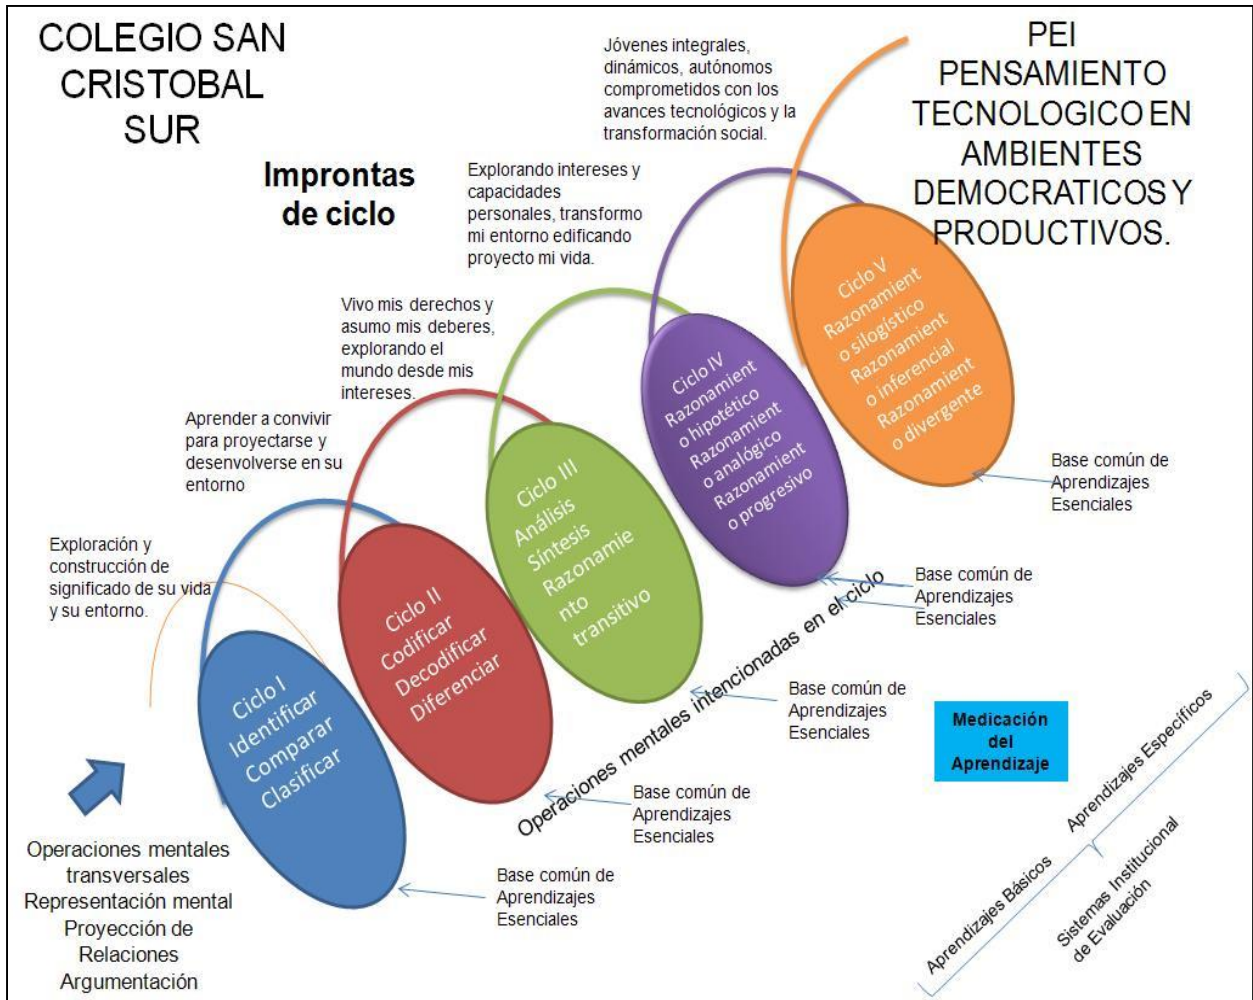 COLEGIO SAN
CRISTOBAL
SUR
PEI
PENSAMIENTO
TECNOLOGICO EN
AMBIENTES
DEMOCRATICOS Y
PRODUCTIVOS.
Improntas
de ciclo
Jóvenes integrales,
dinámicos, autónomos
comprometidos con los
avances tecnológicos y la
transformación social.
Explorando intereses y
capacidades
personales, transformo
mi entorno edificando
proyecto mi vida.
Vivo mis derechos y
asumo mis deberes,
explorando el
mundo desde mis
intereses.
Aprender a convivir
para proyectarse y
desenvolverse en su
entorno
Exploración y
construcción de
significado de su vida
y su entorno.
Ciclo I
Identificar
Comparar
Clasificar
Ciclo II
Codificar
Decodificar
Diferenciar
Ciclo III
Análisis
Síntesis
Razonamie
nto
transitivo
Ciclo IV
Razonamient
o hipotético
Razonamient
o analógico
Razonamient
o progresivo
Ciclo V
Razonamient
o silogístico
Razonamient
o inferencial
Razonamient
o divergente
Base común de
Aprendizajes
Esenciales
Base común de
Aprendizajes
Esenciales
Base común de
Aprendizajes
Esenciales
Base común de
Aprendizajes
Esenciales
Base común de
Aprendizajes
Esenciales
Operaciones mentales intencionadas en el ciclo
Medicación
del
Aprendizaje
Operaciones mentales
transversales
Representación mental
Proyección de
Relaciones
Argumentación
Aprendizajes Básicos
Aprendizajes Específicos
Sistemas Institucional
de Evaluación